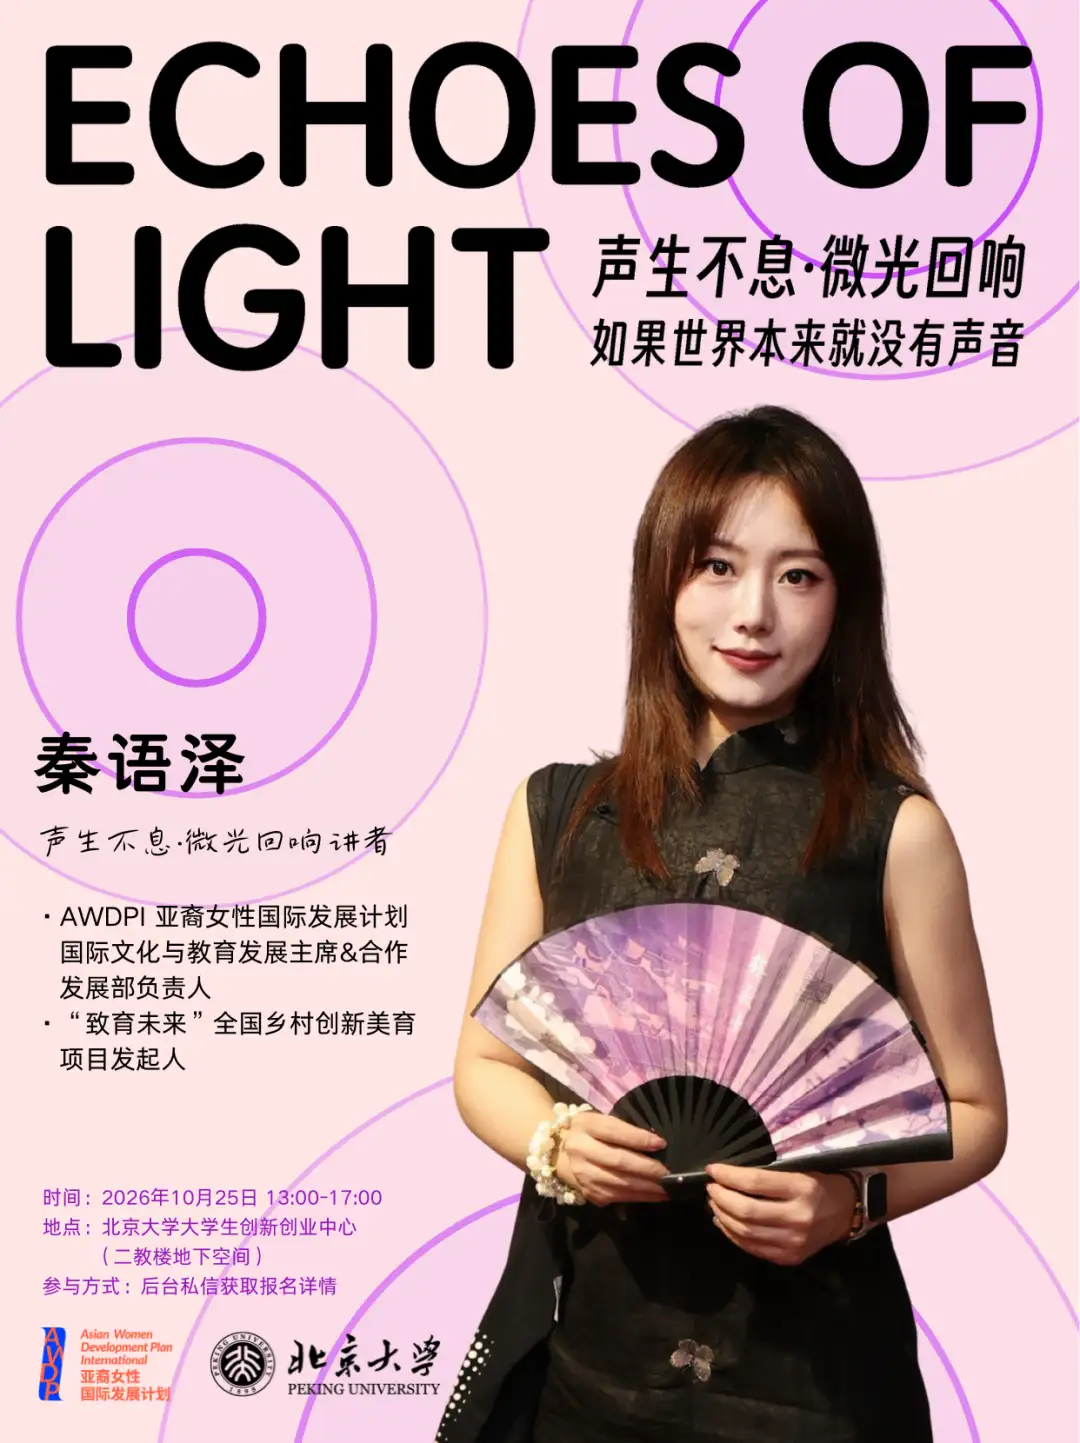 ECHOES OF
LIGHT
声生不息·微光回响
如果世界本来就没有声音
秦语泽
声生不息·微光回响讲者
· AWDPI 亚裔女性国际发展计划
国际文化与教育发展主席&合作
发展部负责人
· “致育未来”全国乡村创新美育
项目发起人
时间：2026年10月25日 13:00-17:00
地点：北京大学大学生创新创业中心
（二教楼地下空间）
参与方式：后台私信获取报名详情
AWDP
Asian Women
Development Plan
International
亚裔女性
国际发展计划
PEKING UNIVERSITY
1898
北京大学
PEKING UNIVERSITY